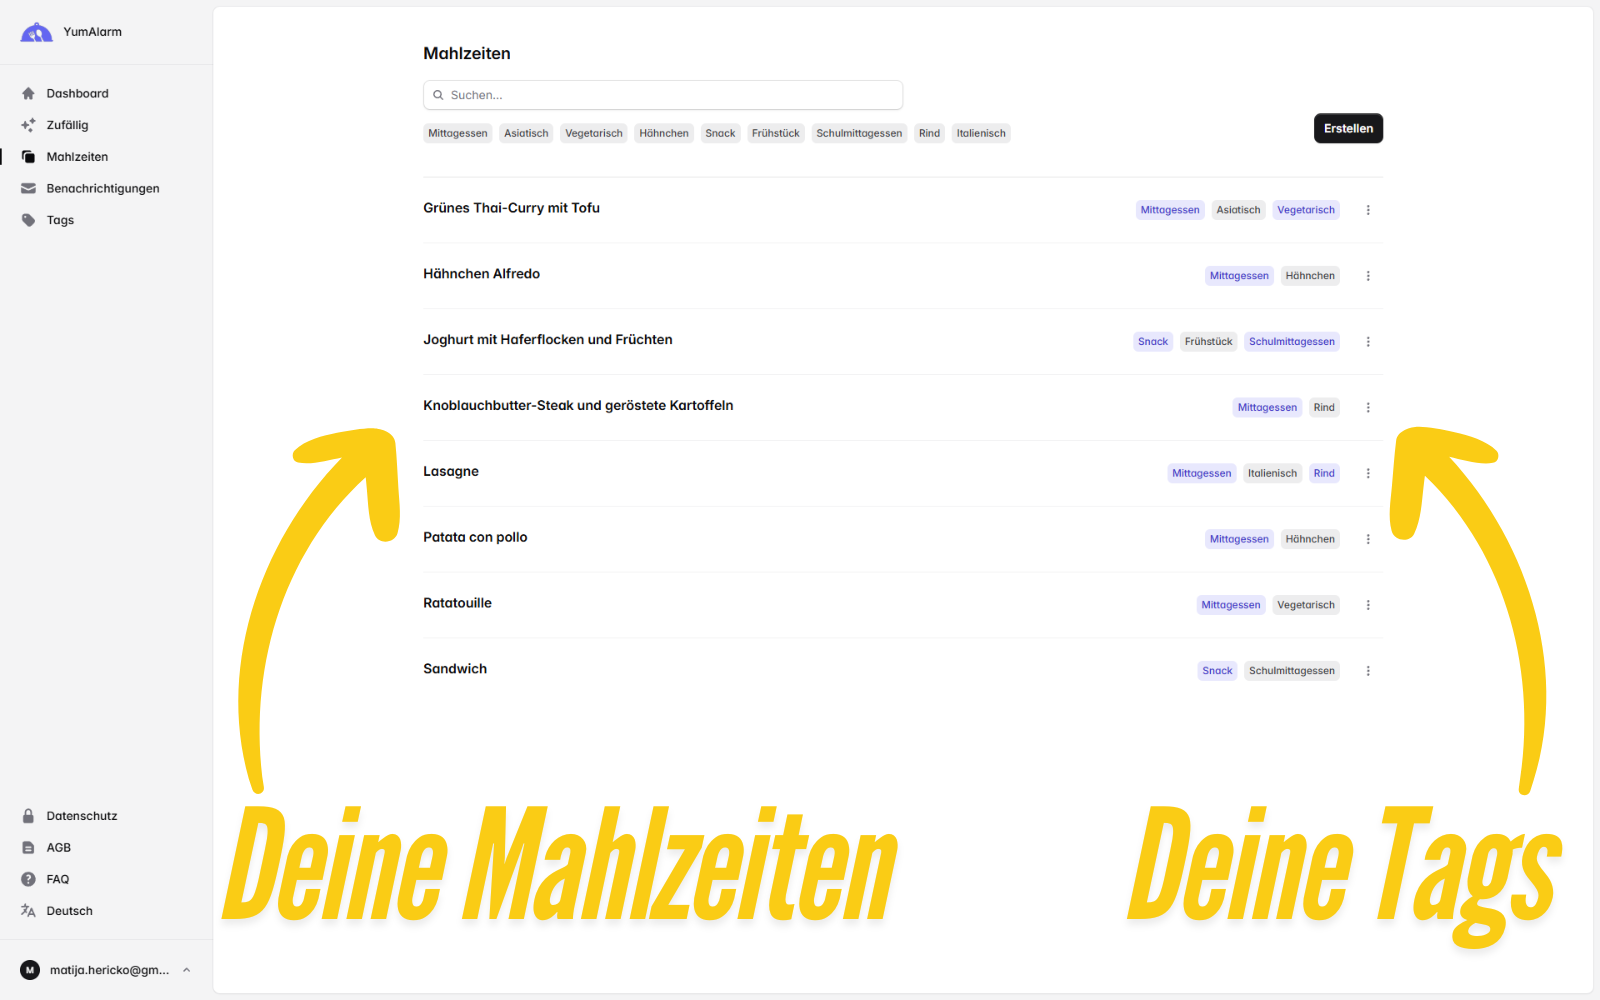 YumAlarm
Dashboard
Zufällig
Mahlzeiten
Benachrichtigungen
Tags
Datenschutz
AGB
FAQ
Deutsch
M matija.hericko@gm...
Mahlzeiten
Suchen...
Mittagessen Asiatisch Vegetarisch Hähnchen Snack Frühstück Schulmittagessen Rind Italienisch
Erstellen
Grünes Thai-Curry mit Tofu Mittagessen Asiatisch Vegetarisch
Hähnchen Alfredo Mittagessen Hähnchen
Joghurt mit Haferflocken und Früchten Snack Frühstück Schulmittagessen
Knoblauchbutter-Steak und geröstete Kartoffeln Mittagessen Rind
Lasagne Mittagessen Italienisch Rind
Patata con pollo Mittagessen Hähnchen
Ratatouille Mittagessen Vegetarisch
Sandwich Snack Schulmittagessen
Deine Mahlzeiten Deine Tags